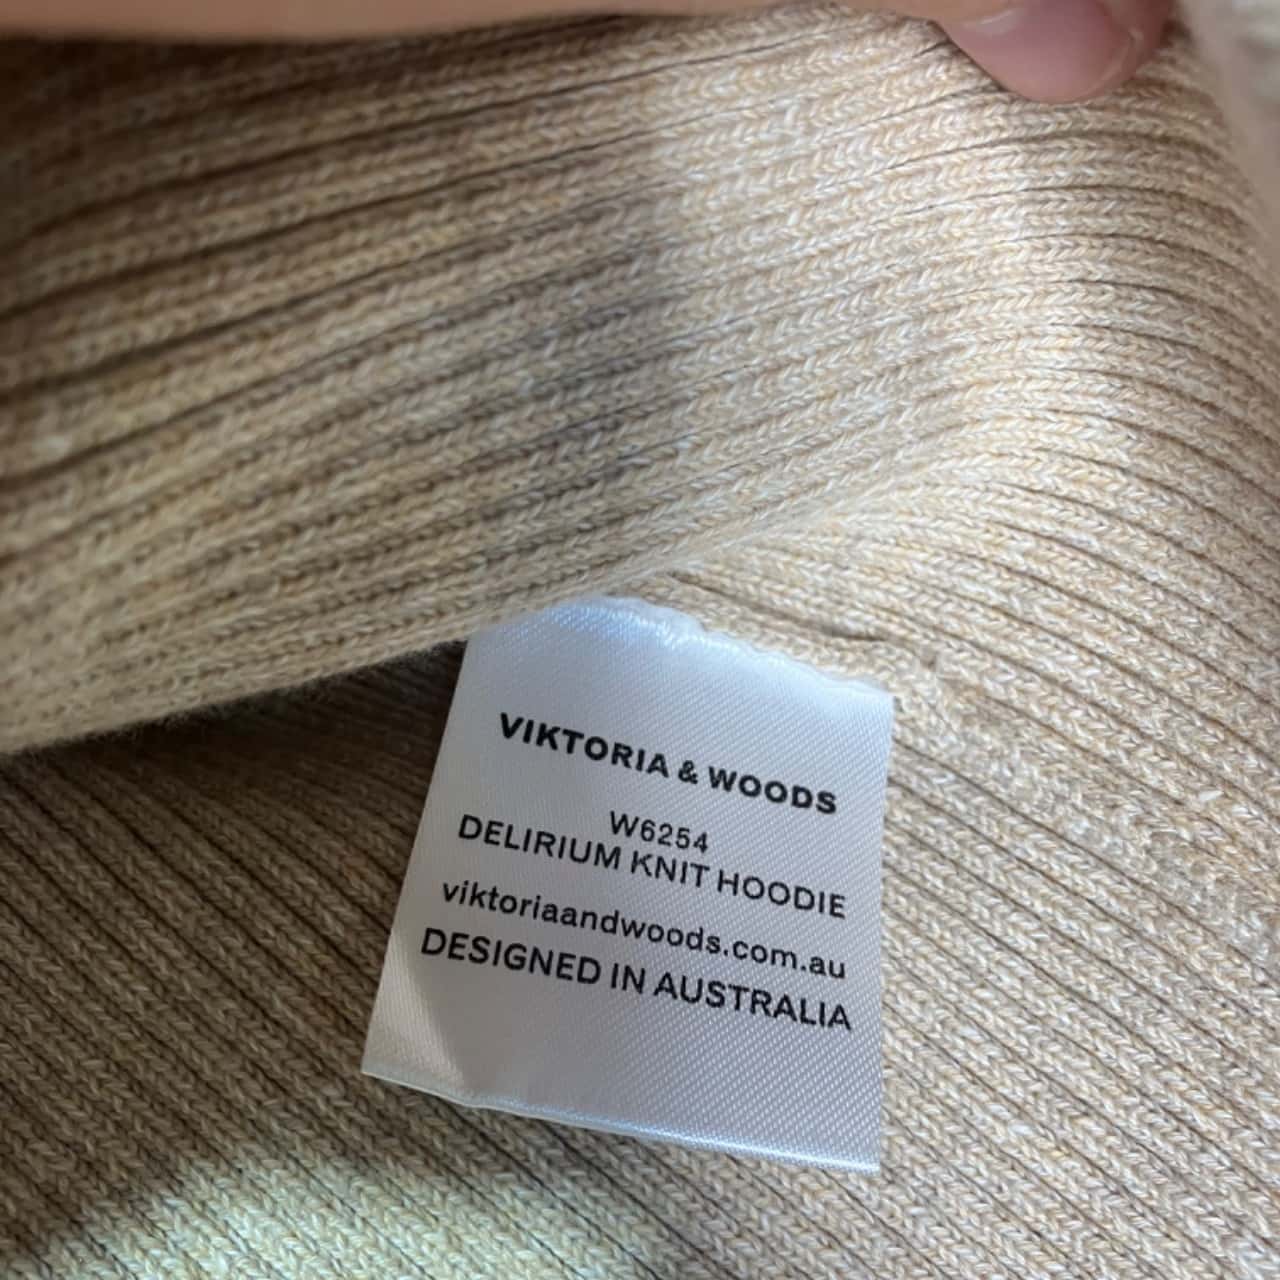 VIKTORIA & WOODS
W6254
DELIRIUM KNIT HOODIE
viktoriaandwoods.com.au
DESIGNED IN AUSTRALIA